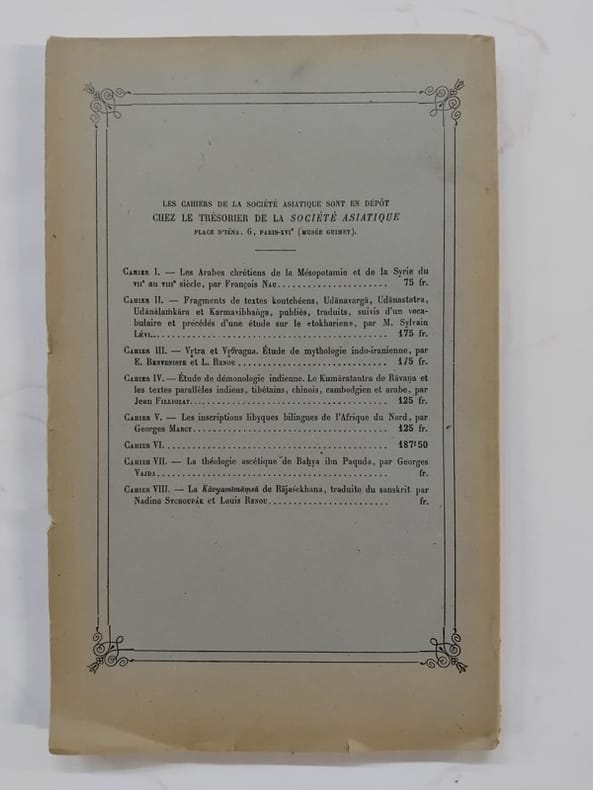 LES CAHIERS DE LA SOCIÉTÉ ASIATIQUE SONT EN DÉPÔT
CHEZ LE TRÉSORIER DE LA SOCIÉTÉ ASIATIQUE
PLACE D'IÉNA, 6, PARIS-XVIe (MUSÉE GUIMET).
CAHIER I. — Les Arabes chrétiens de la Mésopotamie et de la Syrie du
VIIe au VIIIe siècle, par François NAU...................... 75 fr.
CAHIER II. — Fragments de textes koutchéens, Udānavarga, Udānastotra,
Udānālaṁkāra et Karmavibhaṅga, publiés, traduits, suivis d'un voca-
bulaire et précédés d'une étude sur le «tokharien», par M. Sylvain
LÉVI.............................................. 175 fr.
CAHIER III. — Vṛtra et Vṛθragna. Étude de mythologie indo-iranienne, par
E. BENVENISTE et L. RENOU.............................. 175 fr.
CAHIER IV. — Étude de démonologie indienne. Le Kumāratantra de Rāvaṇa et
les textes parallèles indiens, tibétains, chinois, cambodgien et arabe, par
Jean FILLIOZAT....................................... 125 fr.
CAHIER V. — Les inscriptions libyques bilingues de l'Afrique du Nord, par
Georges MARCY....................................... 125 fr.
CAHIER VI............................................ 187f50
CAHIER VII. — La théologie ascétique de Baḥya ibn Paquda, par Georges
VAJDA.............................................. fr.
CAHIER VIII. — La Kāvyamīmāṃsā de Rājaśekhara, traduite du sanskrit par
Nadine STCHOUPAK et Louis RENOU........................ fr.